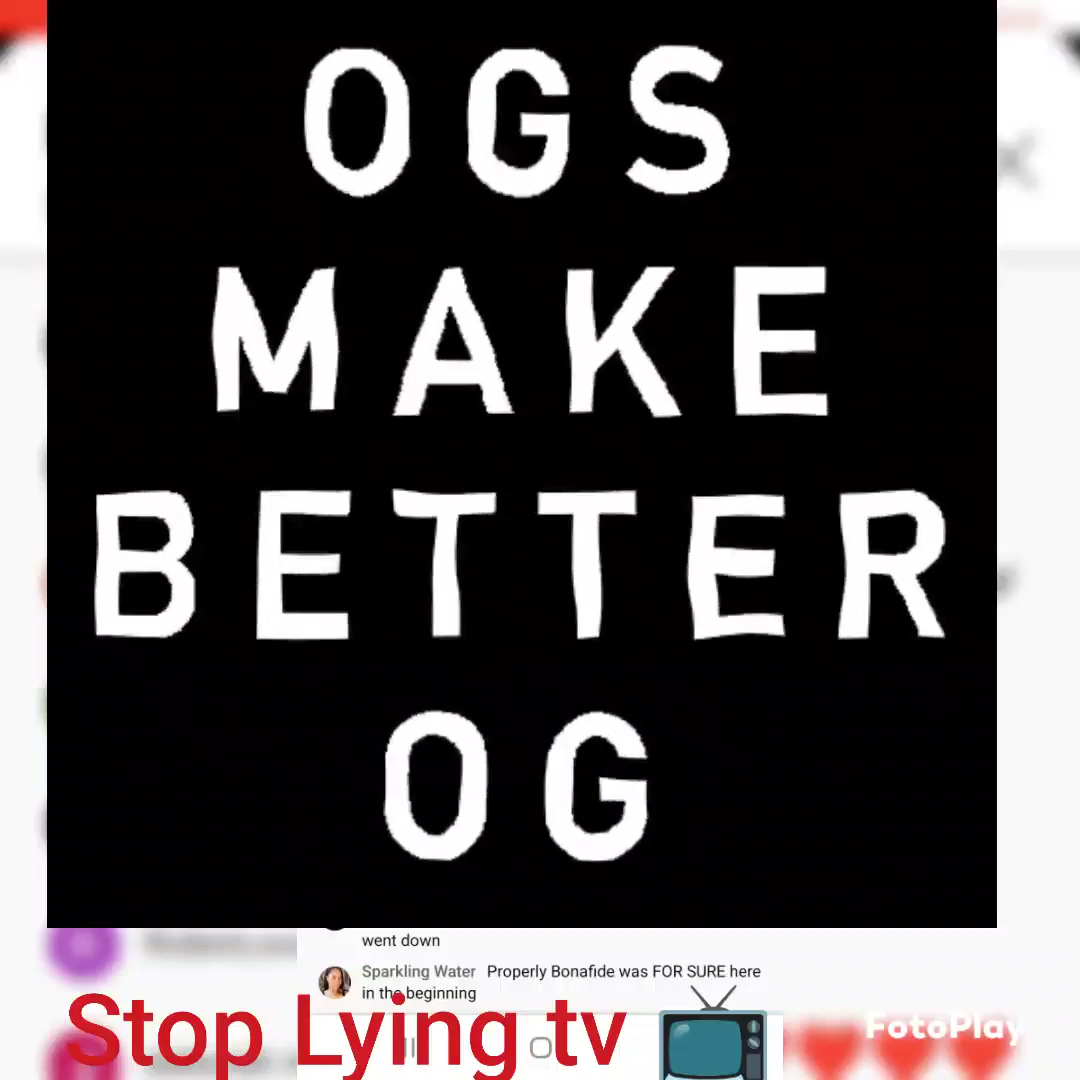 OGS
MAKE
BETTER
OG
went down
Sparkling Water Properly Bonafide was FOR SURE here
in the beginning
Stop Lying tv
FotoPlay